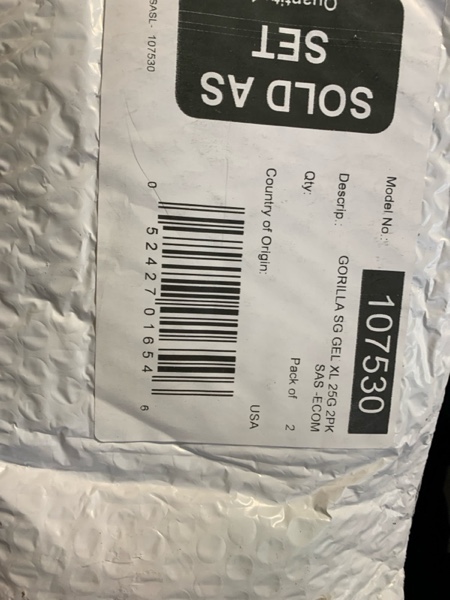 Model No.: 107530
Descrip.: GORILLA SG GEL XL 25G 2PK
SAS -ECOM
Qty: Pack of 2
Country of Origin: USA
0 52427 01654 6
SASL- 107530
SOLD AS
SET